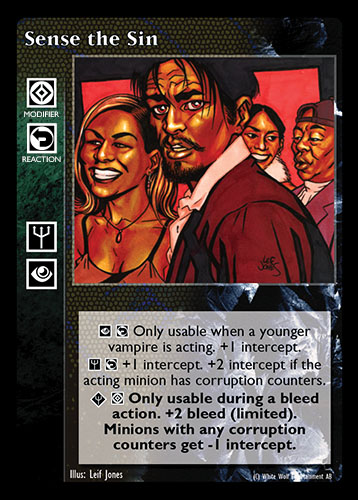 Sense the Sin
MODIFIER
REACTION
LEIF JONES
Only usable when a younger
vampire is acting. +1 intercept.
+1 intercept. +2 intercept if the
acting minion has corruption counters.
Only usable during a bleed
action. +2 bleed (limited).
Minions with any corruption
counters get -1 intercept.
Illus: Leif Jones
(C) White Wolf Entertainment AB